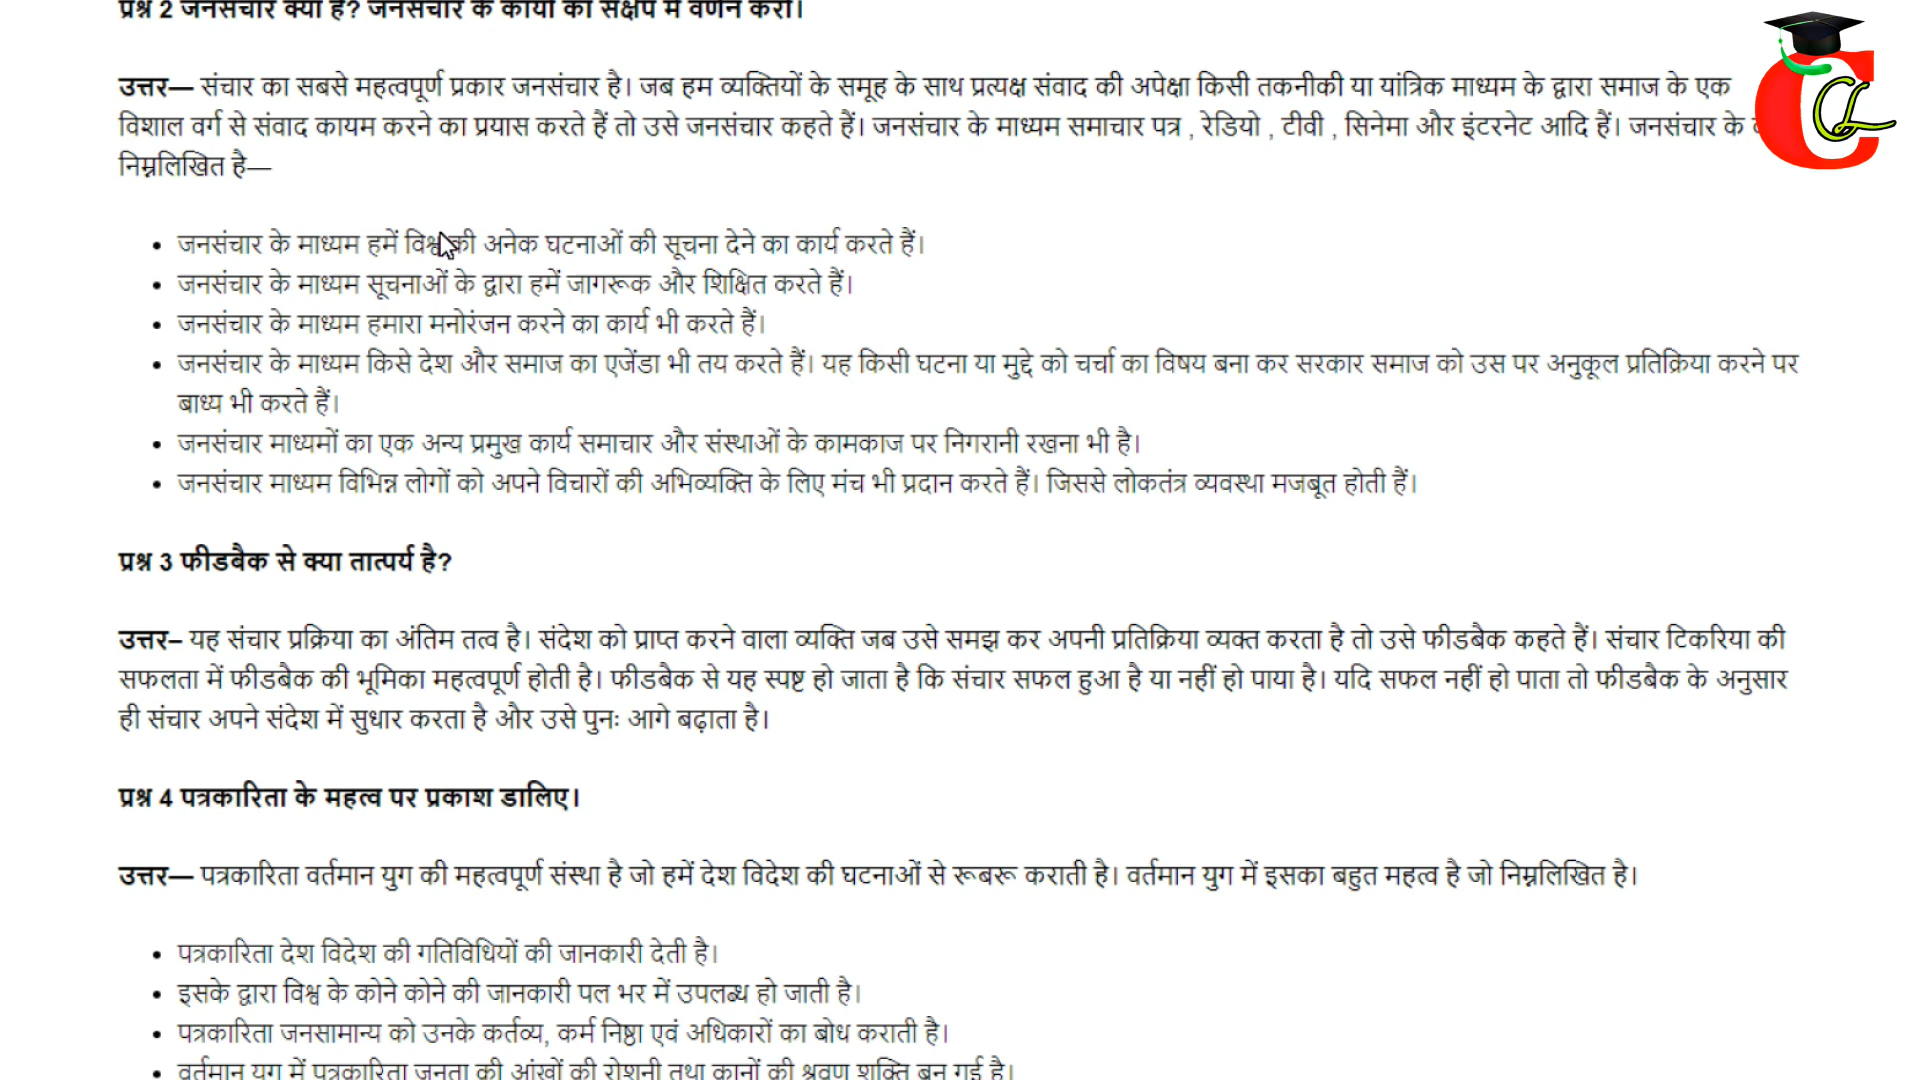 प्रश्न 2 जनसंचार क्या है? जनसंचार के कार्यों का संक्षेप में वर्णन करो।
उत्तर— संचार का सबसे महत्वपूर्ण प्रकार जनसंचार है। जब हम व्यक्तियों के समूह के साथ प्रत्यक्ष संवाद की अपेक्षा किसी तकनीकी या यांत्रिक माध्यम के द्वारा समाज के एक
विशाल वर्ग से संवाद कायम करने का प्रयास करते हैं तो उसे जनसंचार कहते हैं। जनसंचार के माध्यम समाचार पत्र , रेडियो , टीवी , सिनेमा और इंटरनेट आदि हैं। जनसंचार के
निम्नलिखित है—
• जनसंचार के माध्यम हमें विश्व की अनेक घटनाओं की सूचना देने का कार्य करते हैं।
• जनसंचार के माध्यम सूचनाओं के द्वारा हमें जागरूक और शिक्षित करते हैं।
• जनसंचार के माध्यम हमारा मनोरंजन करने का कार्य भी करते हैं।
• जनसंचार के माध्यम किसे देश और समाज का एजेंडा भी तय करते हैं। यह किसी घटना या मुद्दे को चर्चा का विषय बना कर सरकार समाज को उस पर अनुकूल प्रतिक्रिया करने पर
बाध्य भी करते हैं।
• जनसंचार माध्यमों का एक अन्य प्रमुख कार्य समाचार और संस्थाओं के कामकाज पर निगरानी रखना भी है।
• जनसंचार माध्यम विभिन्न लोगों को अपने विचारों की अभिव्यक्ति के लिए मंच भी प्रदान करते हैं। जिससे लोकतंत्र व्यवस्था मजबूत होती हैं।
प्रश्न 3 फीडबैक से क्या तात्पर्य है?
उत्तर– यह संचार प्रक्रिया का अंतिम तत्व है। संदेश को प्राप्त करने वाला व्यक्ति जब उसे समझ कर अपनी प्रतिक्रिया व्यक्त करता है तो उसे फीडबैक कहते हैं। संचार टिकरिया की
सफलता में फीडबैक की भूमिका महत्वपूर्ण होती है। फीडबैक से यह स्पष्ट हो जाता है कि संचार सफल हुआ है या नहीं हो पाया है। यदि सफल नहीं हो पाता तो फीडबैक के अनुसार
ही संचार अपने संदेश में सुधार करता है और उसे पुनः आगे बढ़ाता है।
प्रश्न 4 पत्रकारिता के महत्व पर प्रकाश डालिए।
उत्तर— पत्रकारिता वर्तमान युग की महत्वपूर्ण संस्था है जो हमें देश विदेश की घटनाओं से रूबरू कराती है। वर्तमान युग में इसका बहुत महत्व है जो निम्नलिखित है।
• पत्रकारिता देश विदेश की गतिविधियों की जानकारी देती है।
• इसके द्वारा विश्व के कोने कोने की जानकारी पल भर में उपलब्ध हो जाती है।
• पत्रकारिता जनसामान्य को उनके कर्तव्य, कर्म निष्ठा एवं अधिकारों का बोध कराती है।
• वर्तमान युग में पत्रकारिता जनता की आंखों की रोशनी तथा कानों की श्रवण शक्ति बन गई है।